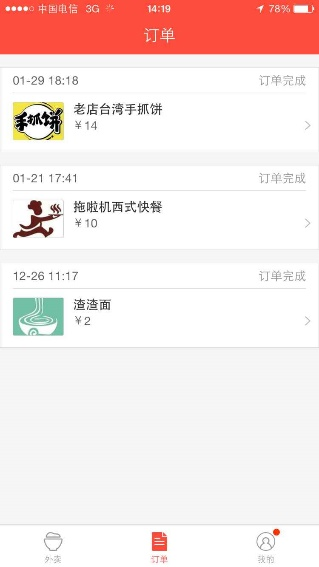 中国电信 3G 14:19 78%
订单
01-29 18:18 订单完成
手抓饼
老店台湾手抓饼
¥14
01-21 17:41 订单完成
拖啦机西式快餐
¥10
12-26 11:17 订单完成
渣渣面
¥2
外卖 订单 我的